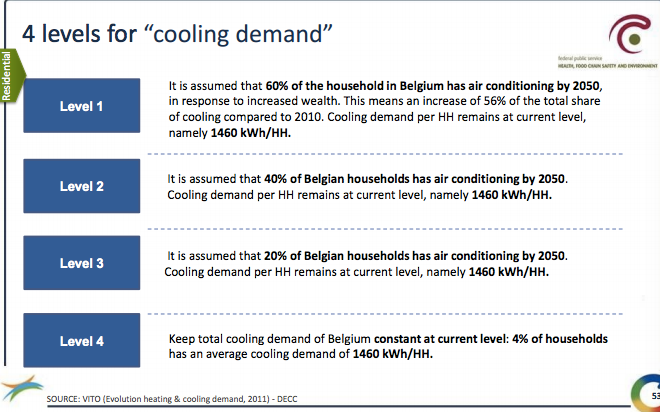 4 levels for “cooling demand”
federal public service
HEALTH, FOOD CHAIN SAFETY AND ENVIRONMENT
Residential
Level 1
It is assumed that 60% of the household in Belgium has air conditioning by 2050,
in response to increased wealth. This means an increase of 56% of the total share
of cooling compared to 2010. Cooling demand per HH remains at current level,
namely 1460 kWh/HH.
Level 2
It is assumed that 40% of Belgian households has air conditioning by 2050.
Cooling demand per HH remains at current level, namely 1460 kWh/HH.
Level 3
It is assumed that 20% of Belgian households has air conditioning by 2050.
Cooling demand per HH remains at current level, namely 1460 kWh/HH.
Level 4
Keep total cooling demand of Belgium constant at current level: 4% of households
has an average cooling demand of 1460 kWh/HH.
SOURCE: VITO (Evolution heating & cooling demand, 2011) - DECC
53